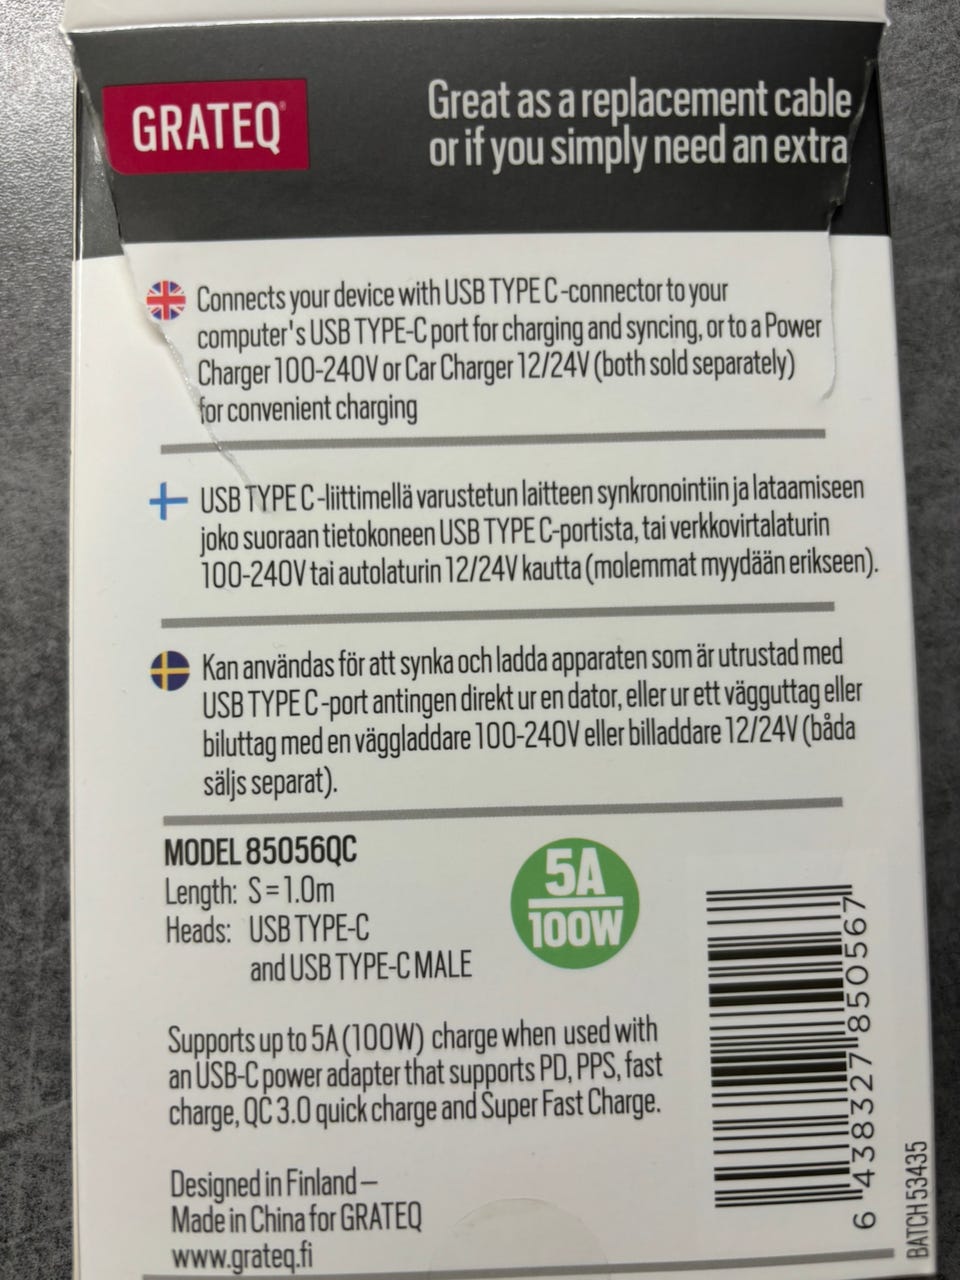 GRATEQ®
Great as a replacement cable
or if you simply need an extra
Connects your device with USB TYPE C-connector to your
computer's USB TYPE-C port for charging and syncing, or to a Power
Charger 100-240V or Car Charger 12/24V (both sold separately)
for convenient charging
USB TYPE C-liittimellä varustetun laitteen synkronointiin ja lataamiseen
joko suoraan tietokoneen USB TYPE C-portista, tai verkkovirtalaturin
100-240V tai autolaturin 12/24V kautta (molemmat myydään erikseen).
Kan användas för att synka och ladda apparaten som är utrustad med
USB TYPE C-port antingen direkt ur en dator, eller ur ett vägguttag eller
biluttag med en väggladdare 100-240V eller billaddare 12/24V (båda
säljs separat).
MODEL 85056QC
Length: S=1.0m
Heads: USB TYPE-C
and USB TYPE-C MALE
5A
100W
Supports up to 5A (100W) charge when used with
an USB-C power adapter that supports PD, PPS, fast
charge, QC 3.0 quick charge and Super Fast Charge.
Designed in Finland –
Made in China for GRATEQ
www.grateq.fi
6 438327 850567
BATCH 53435